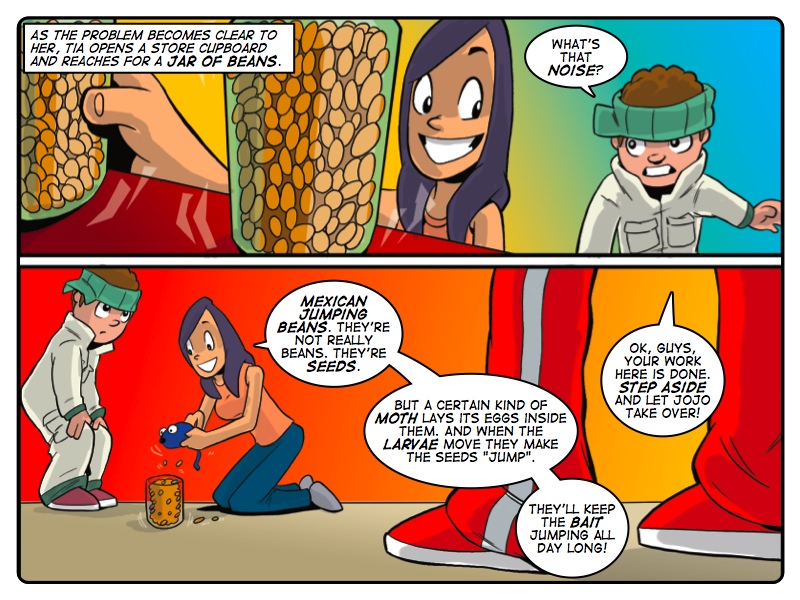 AS THE PROBLEM BECOMES CLEAR TO
HER, TIA OPENS A STORE CUPBOARD
AND REACHES FOR A JAR OF BEANS.
WHAT'S
THAT
NOISE?
MEXICAN
JUMPING
BEANS. THEY'RE
NOT REALLY
BEANS. THEY'RE
SEEDS.
BUT A CERTAIN KIND OF
MOTH LAYS ITS EGGS INSIDE
THEM. AND WHEN THE
LARVAE MOVE THEY MAKE
THE SEEDS "JUMP".
THEY'LL KEEP
THE BAIT
JUMPING ALL
DAY LONG!
OK, GUYS,
YOUR WORK
HERE IS DONE.
STEP ASIDE
AND LET JOJO
TAKE OVER!